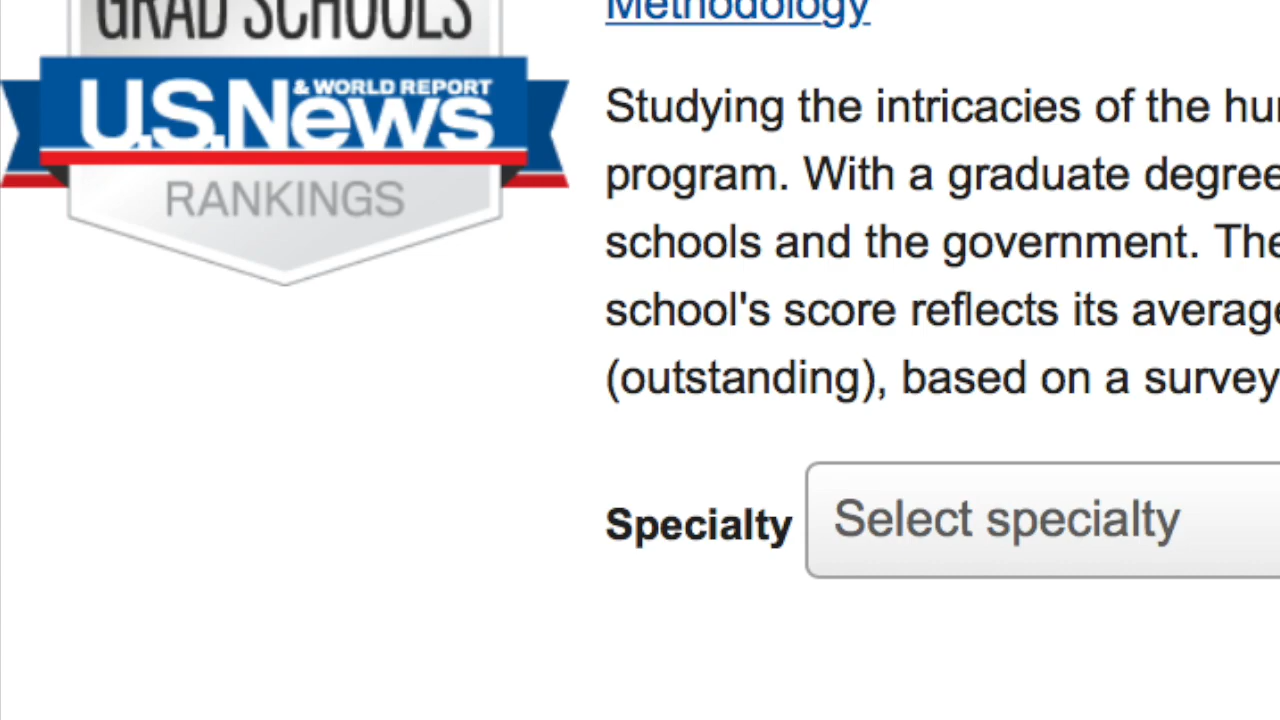 GRAD SCHOOLS
& WORLD REPORT
U.S.News
RANKINGS
Methodology
Studying the intricacies of the
program. With a graduate degree
schools and the government. The
school's score reflects its average
(outstanding), based on a survey
Specialty Select specialty